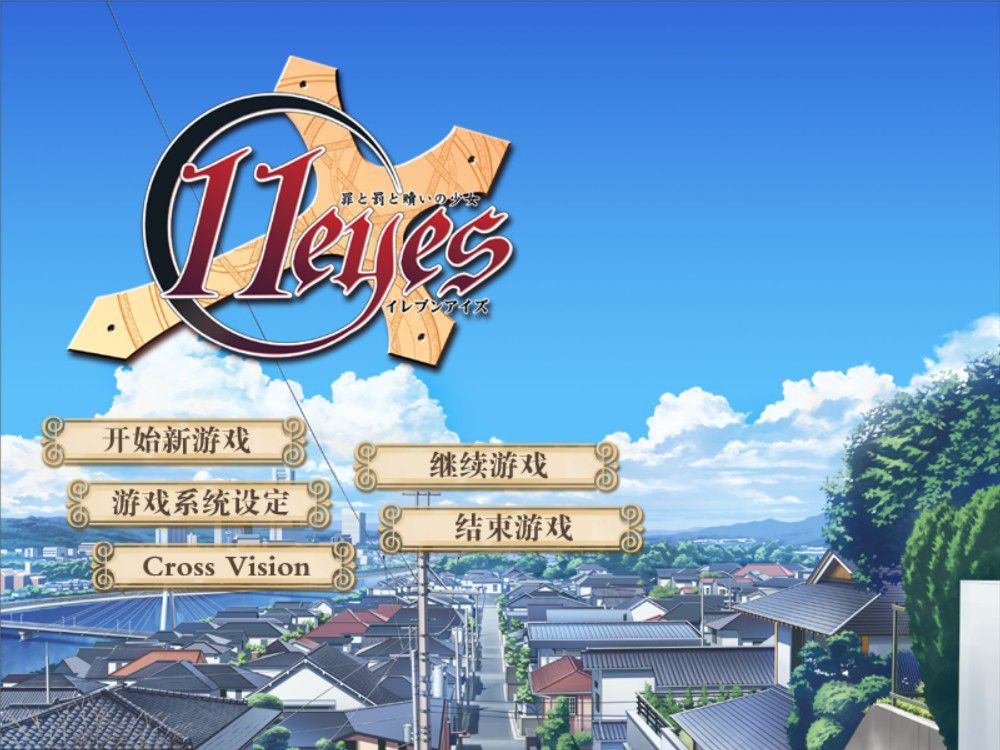 罪と罰と贖いの少女
11eyes
イレブンアイズ
开始新游戏
继续游戏
游戏系统设定
结束游戏
Cross Vision